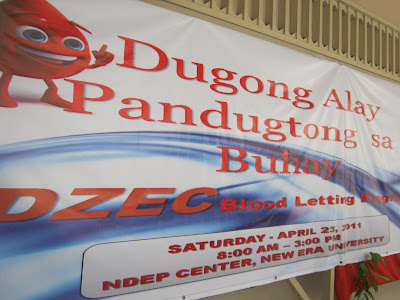 Dugong Alay
Pandugtong sa
Buhay
DZEC Blood Letting Program
SATURDAY - APRIL 23, 2011
8:00 AM – 3:00 PM
NDEP CENTER, NEW ERA UNIVERSITY